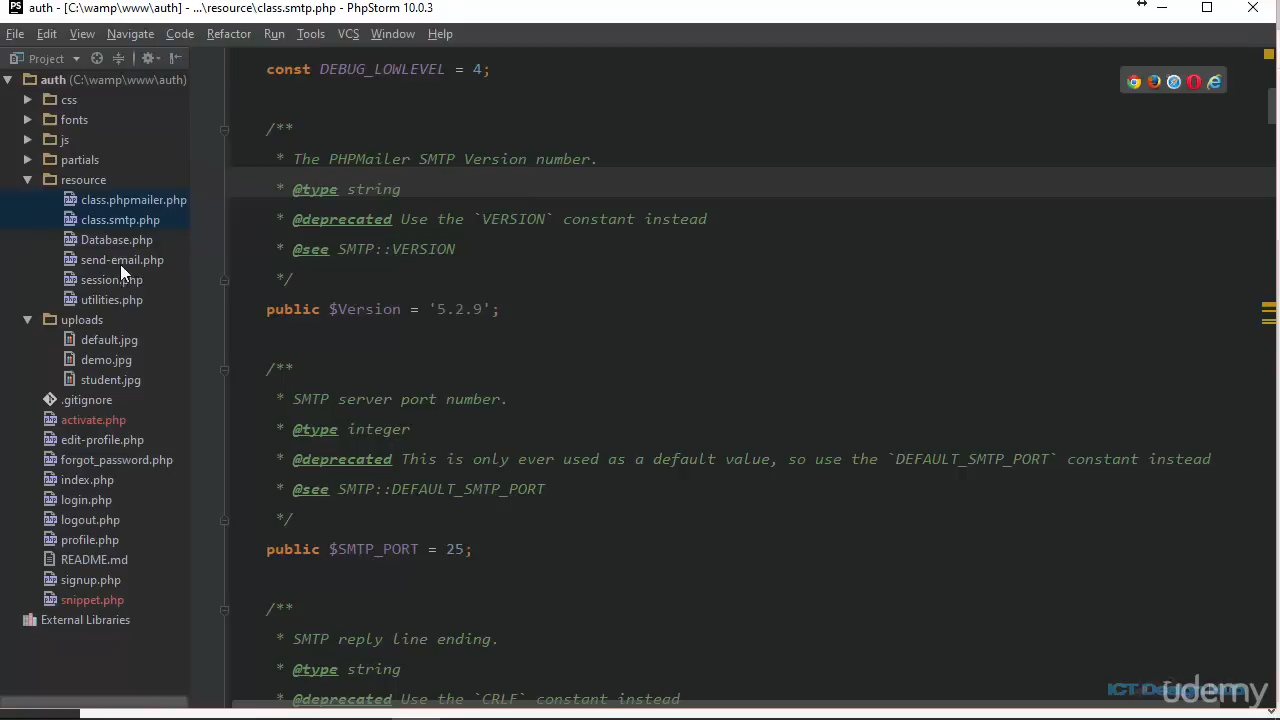 auth - [C:\wamp\www\auth] - ...\resource\class.smtp.php - PhpStorm 10.0.3
File Edit View Navigate Code Refactor Run Tools VCS Window Help
Project
auth (C:\wamp\www\auth)
css
fonts
js
partials
resource
class.phpmailer.php
class.smtp.php
Database.php
send-email.php
session.php
utilities.php
uploads
default.jpg
demo.jpg
student.jpg
.gitignore
activate.php
edit-profile.php
forgot_password.php
index.php
login.php
logout.php
profile.php
README.md
signup.php
snippet.php
External Libraries
const DEBUG_LOWLEVEL = 4;
/**
* The PHPMailer SMTP Version number.
* @type string
* @deprecated Use the `VERSION` constant instead
* @see SMTP::VERSION
*/
public $Version = '5.2.9';
/**
* SMTP server port number.
* @type integer
* @deprecated This is only ever used as a default value, so use the `DEFAULT_SMTP_PORT` constant instead
* @see SMTP::DEFAULT_SMTP_PORT
*/
public $SMTP_PORT = 25;
/**
* SMTP reply line ending.
* @type string
* @deprecated Use the `CRLF` constant instead
udemy